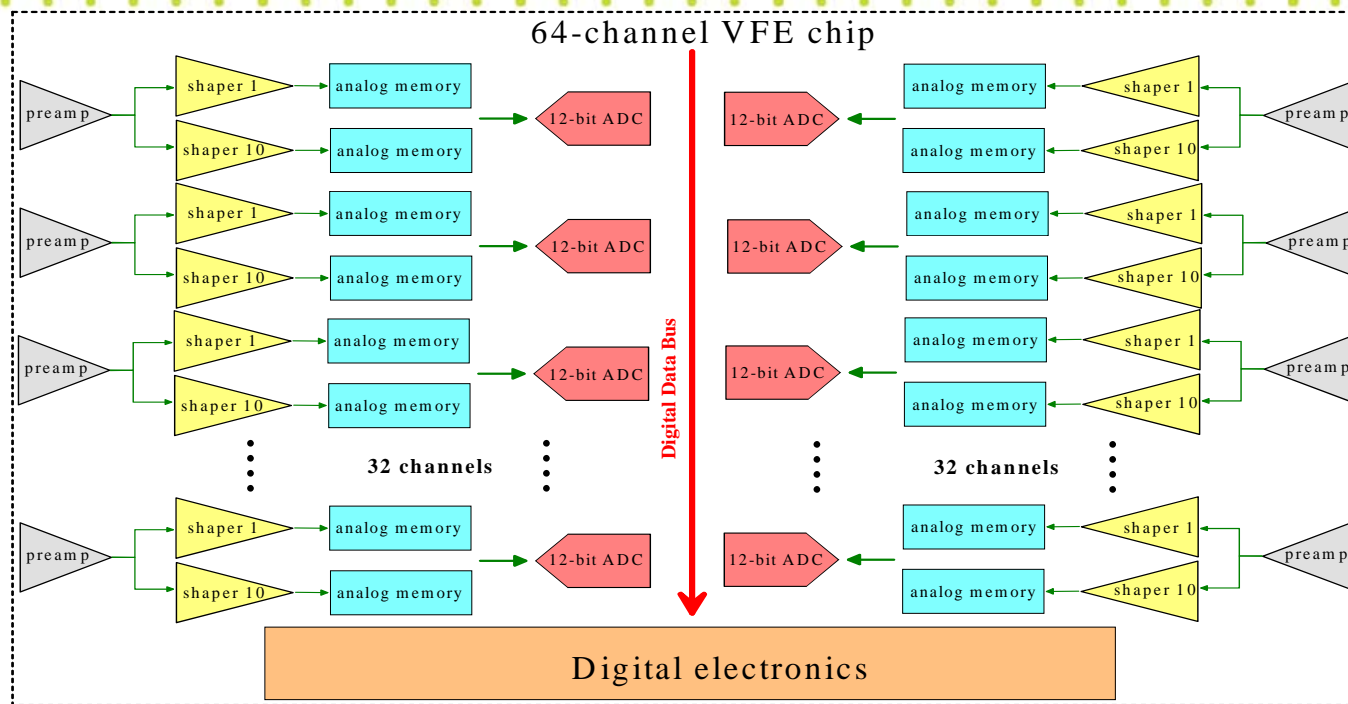 64-channel VFE chip
preamp
shaper 1
analog memory
12-bit ADC
shaper 10
analog memory
preamp
shaper 1
analog memory
12-bit ADC
shaper 10
analog memory
preamp
shaper 1
analog memory
12-bit ADC
shaper 10
analog memory
32 channels
preamp
shaper 1
analog memory
12-bit ADC
shaper 10
analog memory
Digital Data Bus
12-bit ADC
analog memory
shaper 1
preamp
analog memory
shaper 10
12-bit ADC
analog memory
shaper 1
preamp
analog memory
shaper 10
12-bit ADC
analog memory
shaper 1
preamp
analog memory
shaper 10
32 channels
12-bit ADC
analog memory
shaper 1
preamp
analog memory
shaper 10
Digital electronics